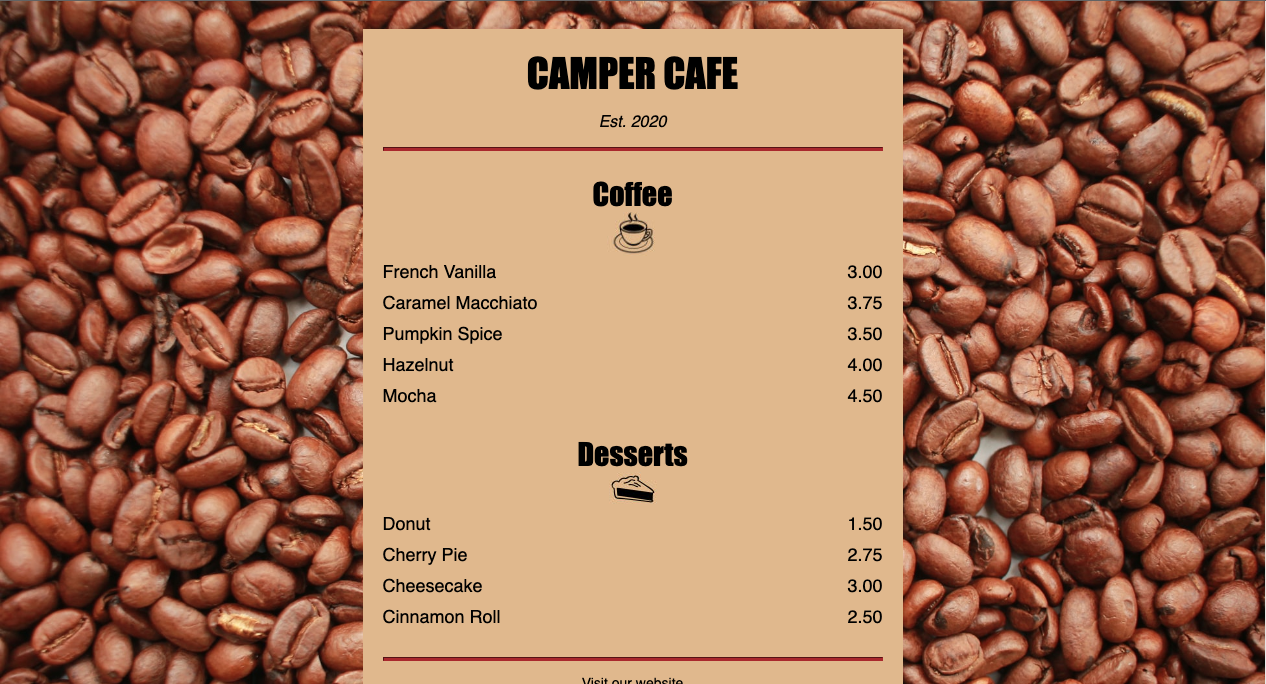 CAMPER CAFE
Est. 2020
Coffee
French Vanilla 3.00
Caramel Macchiato 3.75
Pumpkin Spice 3.50
Hazelnut 4.00
Mocha 4.50
Desserts
Donut 1.50
Cherry Pie 2.75
Cheesecake 3.00
Cinnamon Roll 2.50
Visit our website